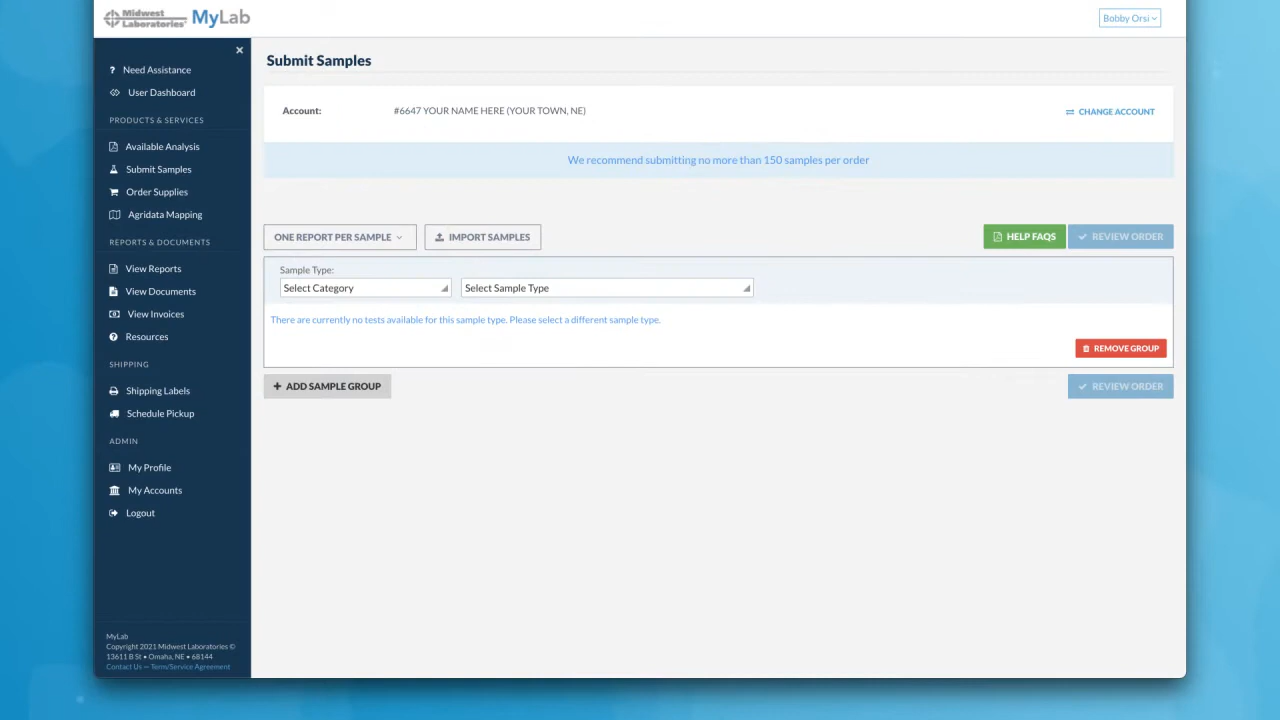 Midwest Laboratories® MyLab
Bobby Orsi
Need Assistance
User Dashboard
PRODUCTS & SERVICES
Available Analysis
Submit Samples
Order Supplies
Agridata Mapping
REPORTS & DOCUMENTS
View Reports
View Documents
View Invoices
Resources
SHIPPING
Shipping Labels
Schedule Pickup
ADMIN
My Profile
My Accounts
Logout
MyLab
Copyright 2021 Midwest Laboratories ©
13611 B St • Omaha, NE • 68144
Contact Us — Term/Service Agreement
Submit Samples
Account: #6647 YOUR NAME HERE (YOUR TOWN, NE) CHANGE ACCOUNT
We recommend submitting no more than 150 samples per order
ONE REPORT PER SAMPLE IMPORT SAMPLES HELP FAQS REVIEW ORDER
Sample Type:
Select Category Select Sample Type
There are currently no tests available for this sample type. Please select a different sample type.
REMOVE GROUP
ADD SAMPLE GROUP REVIEW ORDER